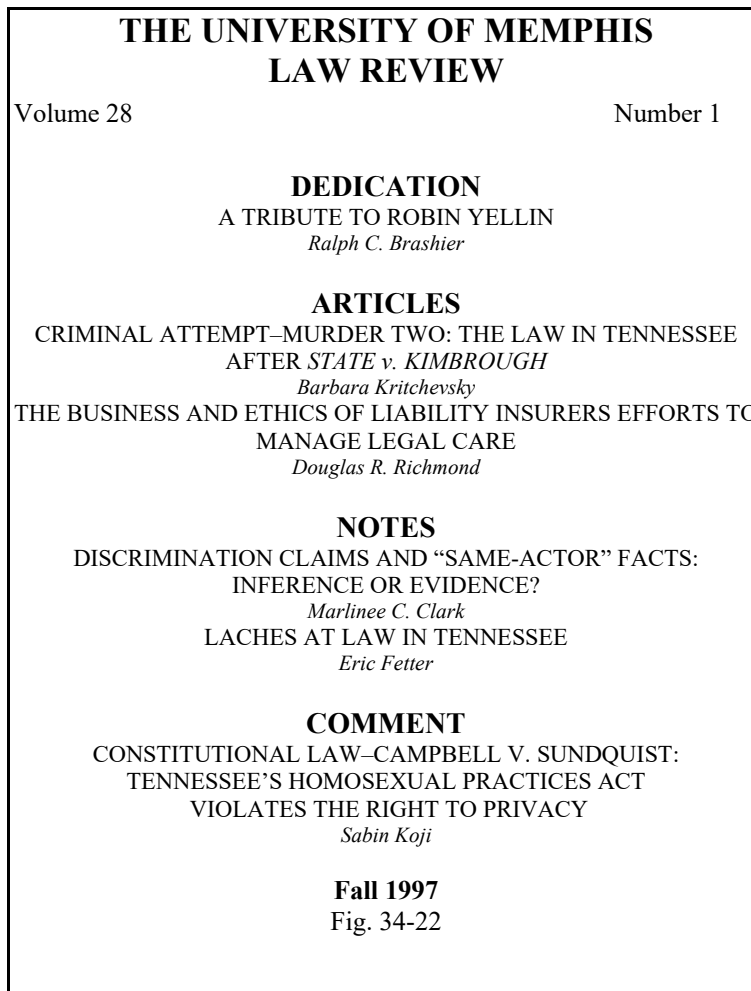 THE UNIVERSITY OF MEMPHIS
LAW REVIEW
Volume 28 Number 1
DEDICATION
A TRIBUTE TO ROBIN YELLIN
Ralph C. Brashier
ARTICLES
CRIMINAL ATTEMPT–MURDER TWO: THE LAW IN TENNESSEE
AFTER STATE v. KIMBROUGH
Barbara Kritchevsky
THE BUSINESS AND ETHICS OF LIABILITY INSURERS EFFORTS TO
MANAGE LEGAL CARE
Douglas R. Richmond
NOTES
DISCRIMINATION CLAIMS AND “SAME-ACTOR” FACTS:
INFERENCE OR EVIDENCE?
Marlinee C. Clark
LACHES AT LAW IN TENNESSEE
Eric Fetter
COMMENT
CONSTITUTIONAL LAW–CAMPBELL V. SUNDQUIST:
TENNESSEE’S HOMOSEXUAL PRACTICES ACT
VIOLATES THE RIGHT TO PRIVACY
Sabin Koji
Fall 1997
Fig. 34-22